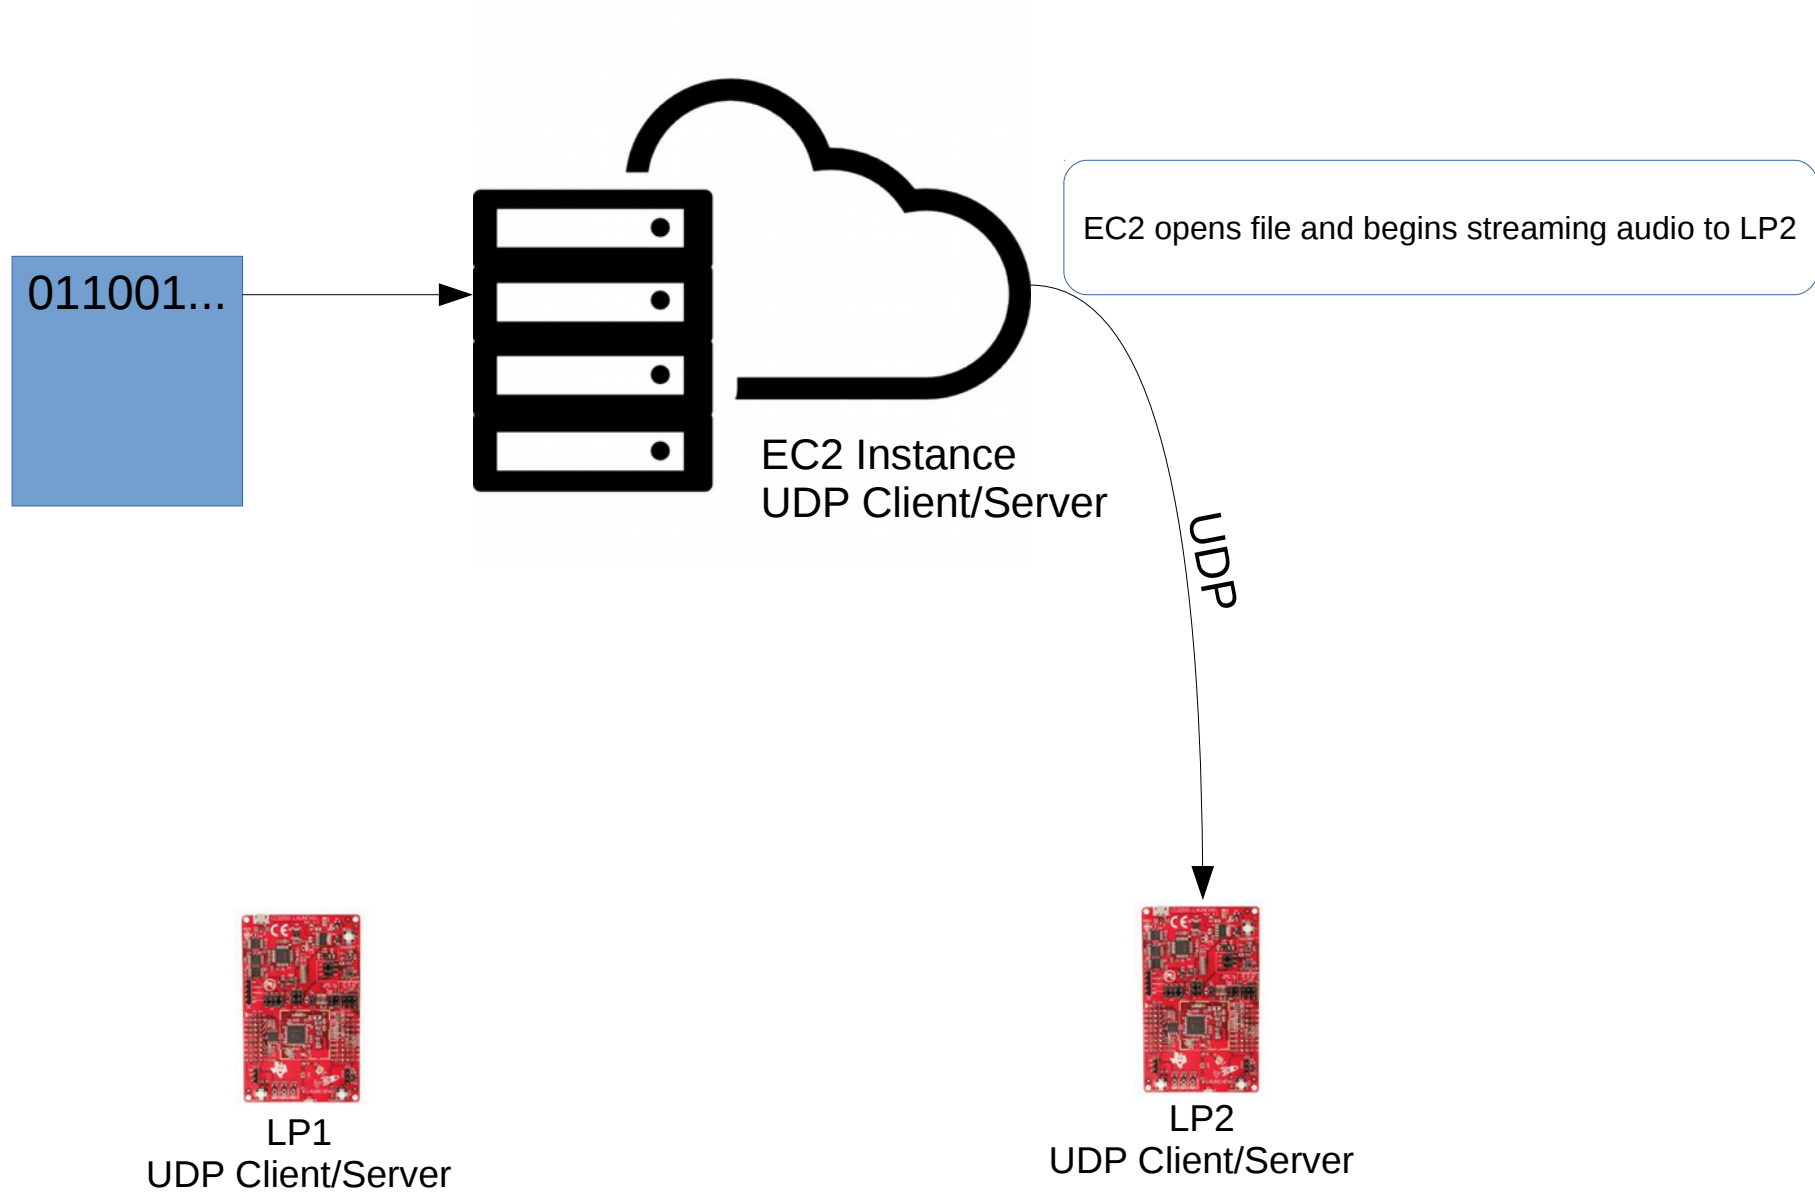 011001...
EC2 opens file and begins streaming audio to LP2
EC2 Instance
UDP Client/Server
UDP
LP1
UDP Client/Server
LP2
UDP Client/Server